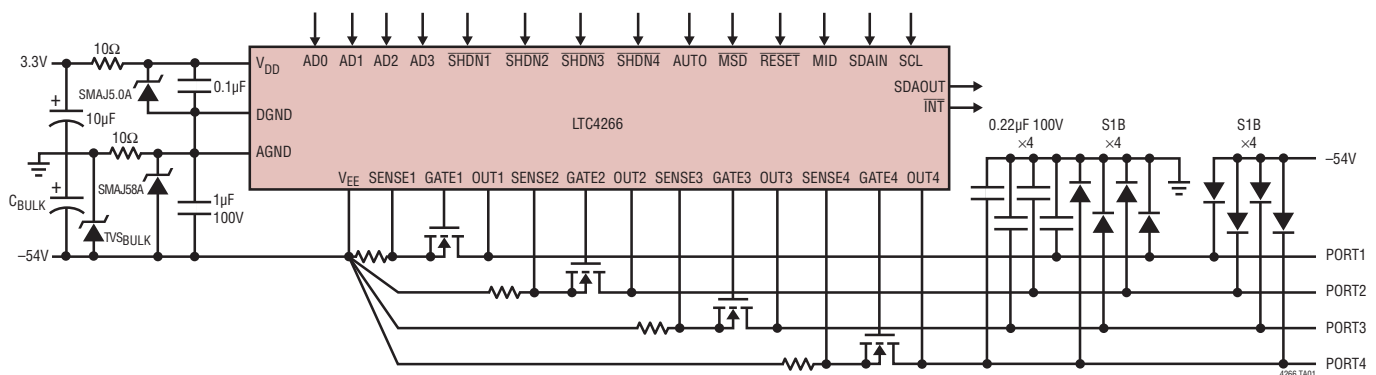 3.3V
10Ω
SMAJ5.0A
0.1µF
+
10µF
10Ω
SMAJ58A
+
CBULK
TVSBULK
1µF
100V
–54V
VDD
DGND
AGND
AD0 AD1 AD2 AD3 SHDN1 SHDN2 SHDN3 SHDN4 AUTO MSD RESET MID SDAIN SCL
SDAOUT
INT
LTC4266
VEE SENSE1 GATE1 OUT1 SENSE2 GATE2 OUT2 SENSE3 GATE3 OUT3 SENSE4 GATE4 OUT4
0.22µF 100V
×4
S1B
×4
S1B
×4
–54V
PORT1
PORT2
PORT3
PORT4
4266 TA01